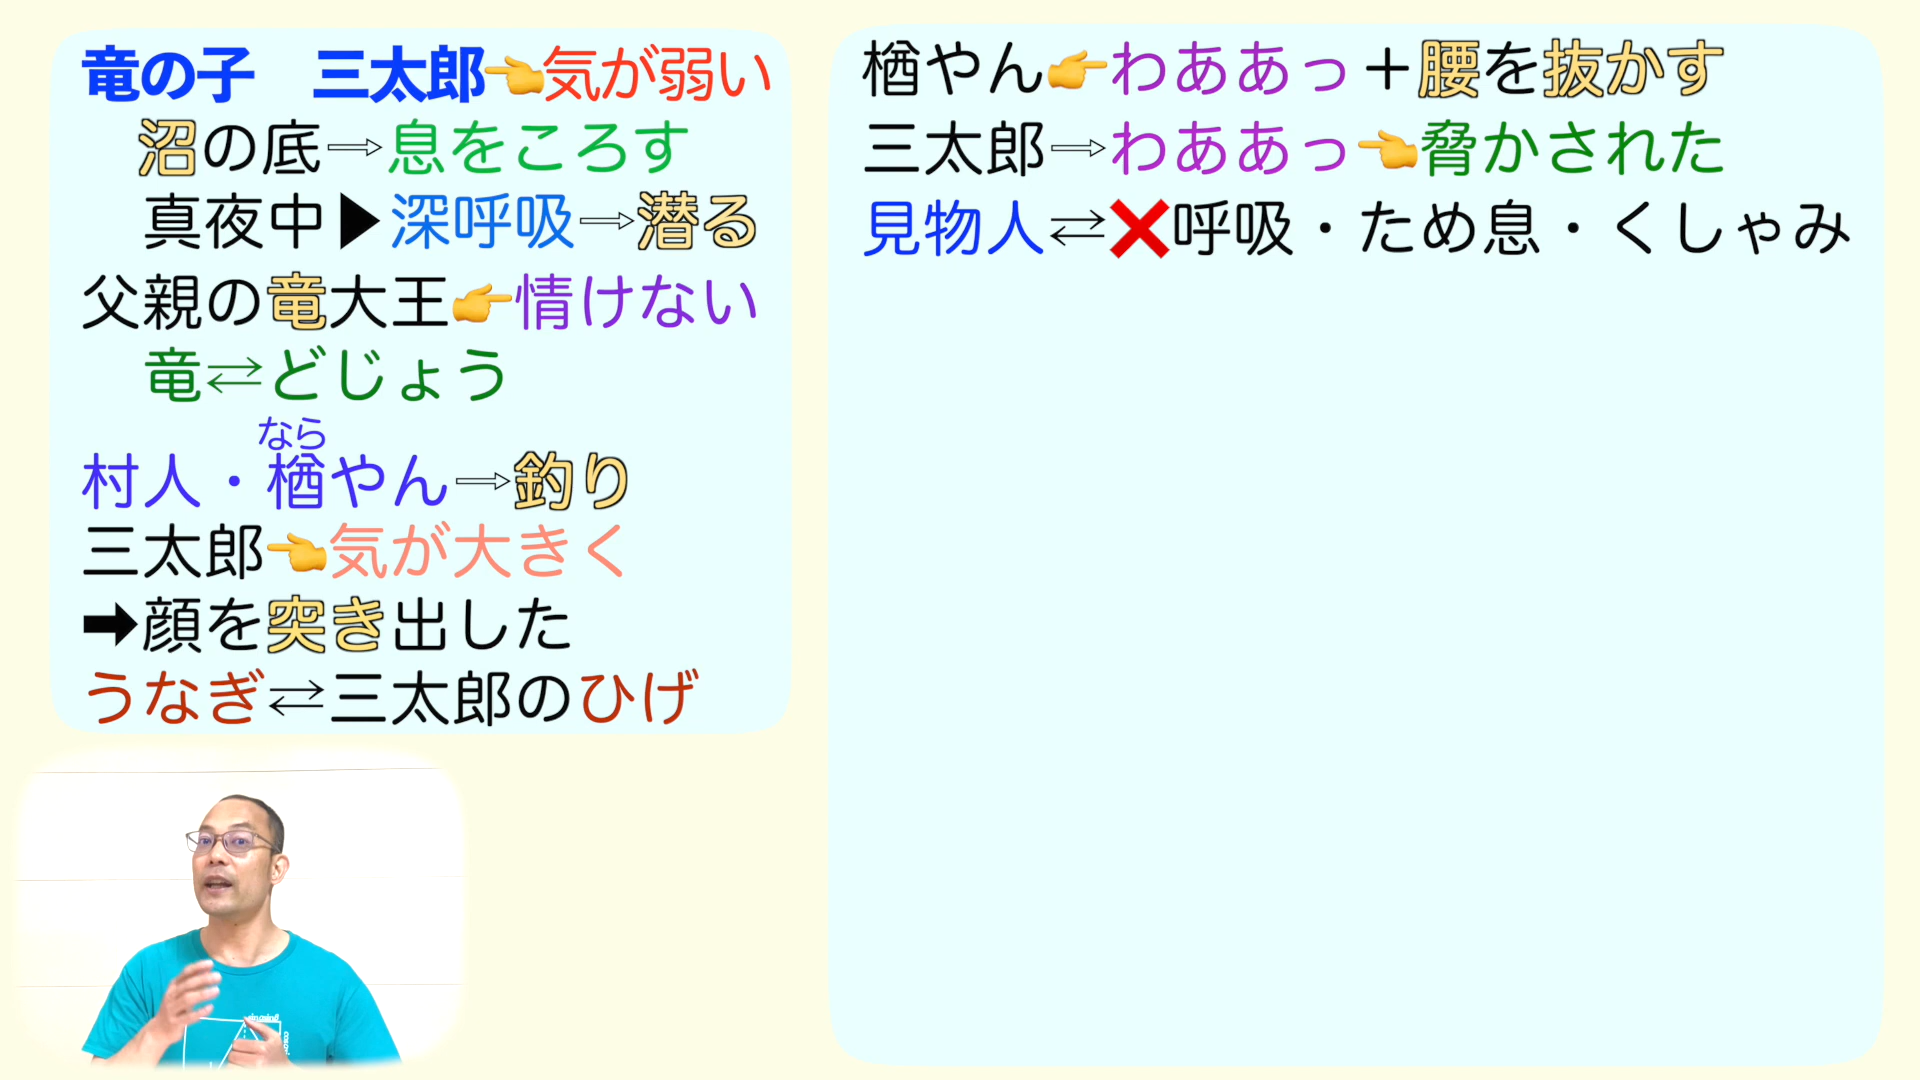 竜の子　三太郎👈気が弱い
沼の底⇨息をころす
真夜中▶深呼吸⇨潜る
父親の竜大王👉情けない
竜⇄どじょう
なら
村人・楢やん⇨釣り
三太郎👈気が大きく
➡顔を突き出した
うなぎ⇄三太郎のひげ
楢やん👉わああっ＋腰を抜かす
三太郎⇨わああっ👈脅かされた
見物人⇄❌呼吸・ため息・くしゃみ